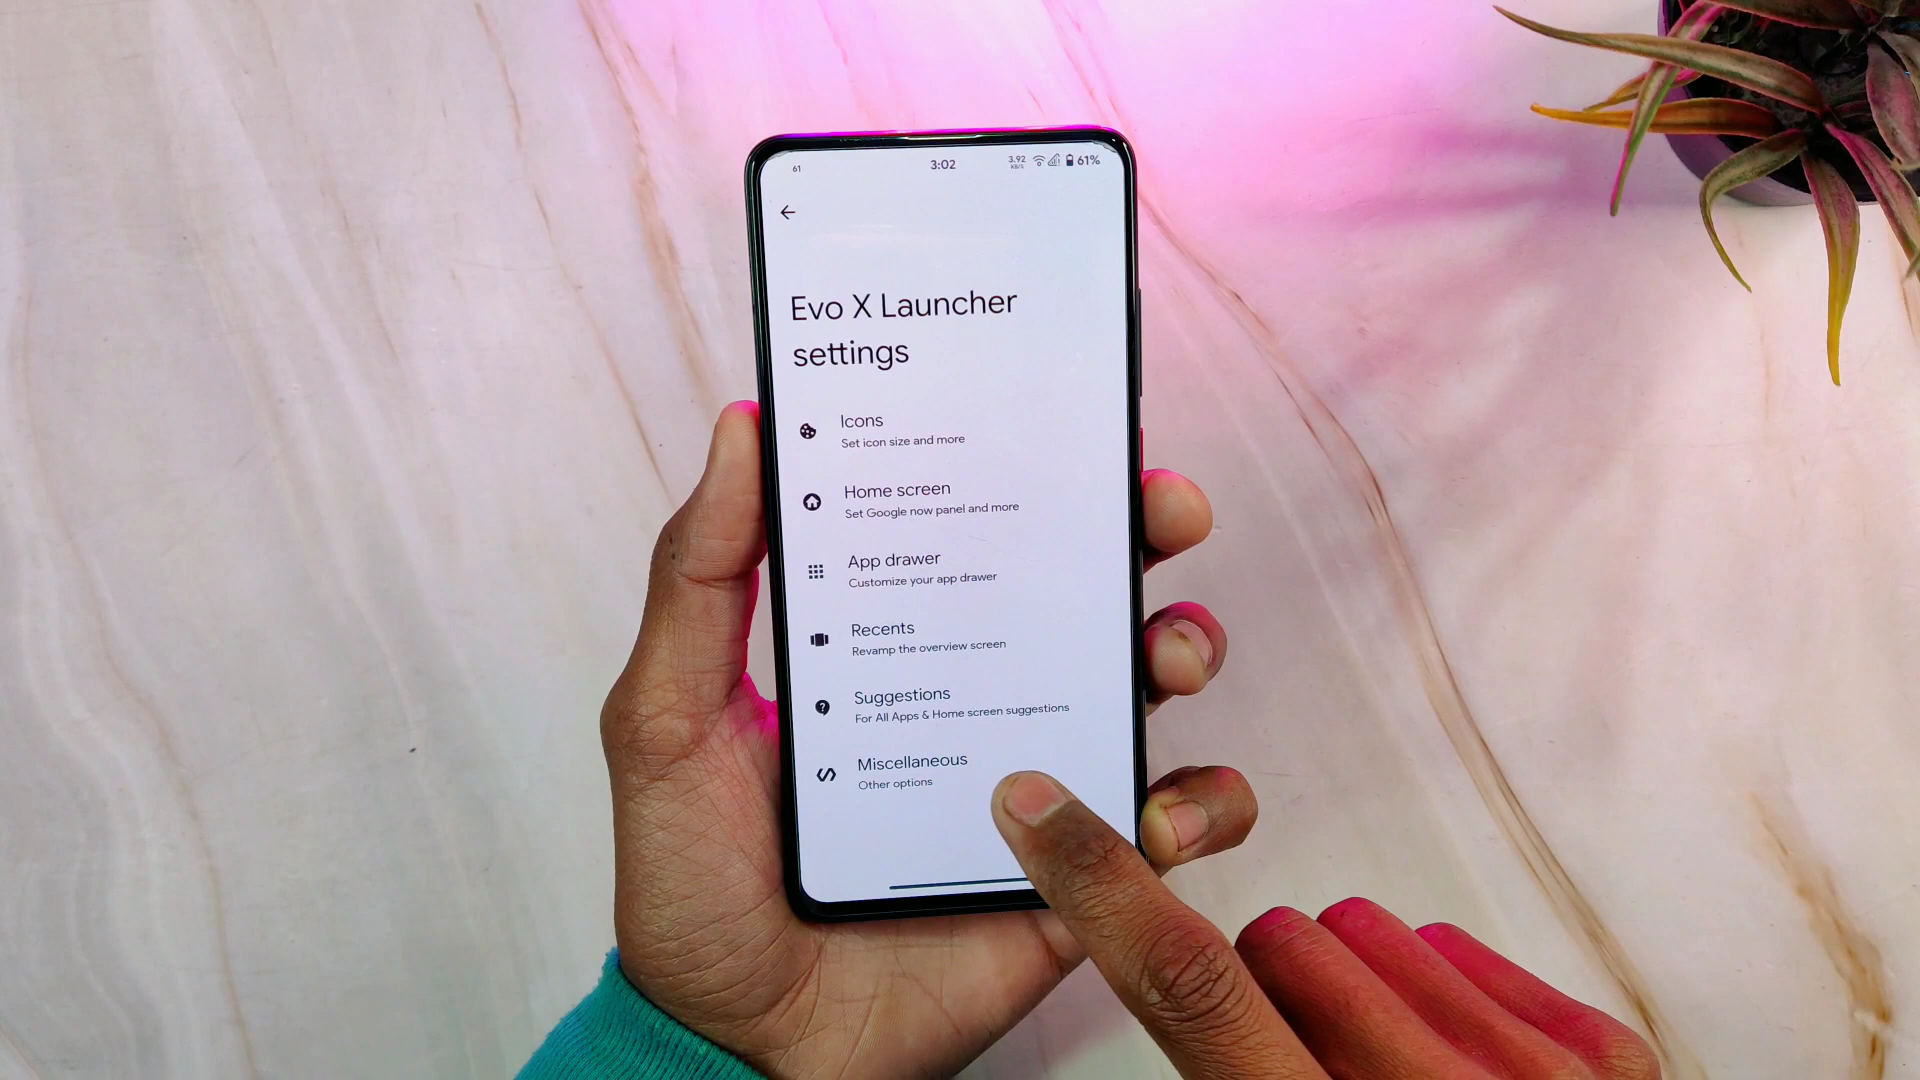 61
3:02
3.92
KB/S
61%
Evo X Launcher
settings
Icons
Set icon size and more
Home screen
Set Google now panel and more
App drawer
Customize your app drawer
Recents
Revamp the overview screen
Suggestions
For All Apps & Home screen suggestions
Miscellaneous
Other options